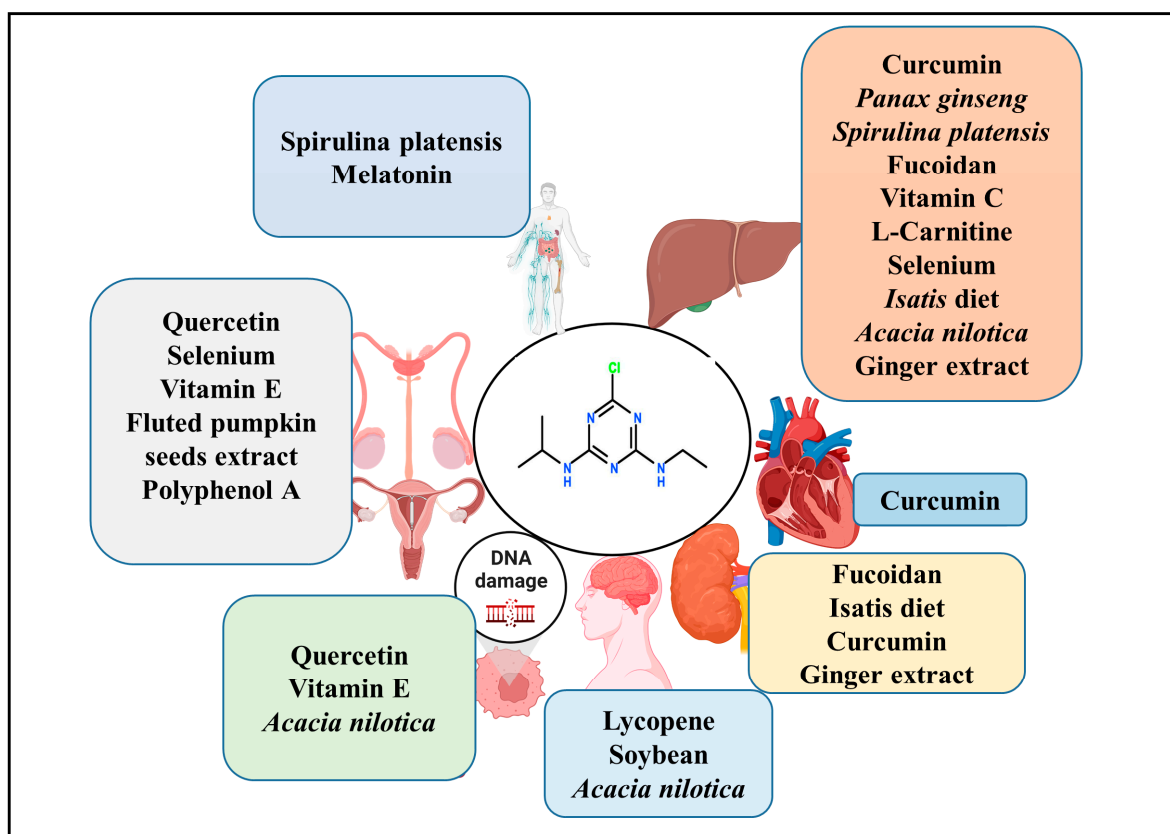 Spirulina platensis
Melatonin
Curcumin
Panax ginseng
Spirulina platensis
Fucoidan
Vitamin C
L-Carnitine
Selenium
Isatis diet
Acacia nilotica
Ginger extract
Quercetin
Selenium
Vitamin E
Fluted pumpkin
seeds extract
Polyphenol A
Cl
N
N
N
N
H
N
H
Curcumin
DNA
damage
Fucoidan
Isatis diet
Curcumin
Ginger extract
Quercetin
Vitamin E
Acacia nilotica
Lycopene
Soybean
Acacia nilotica